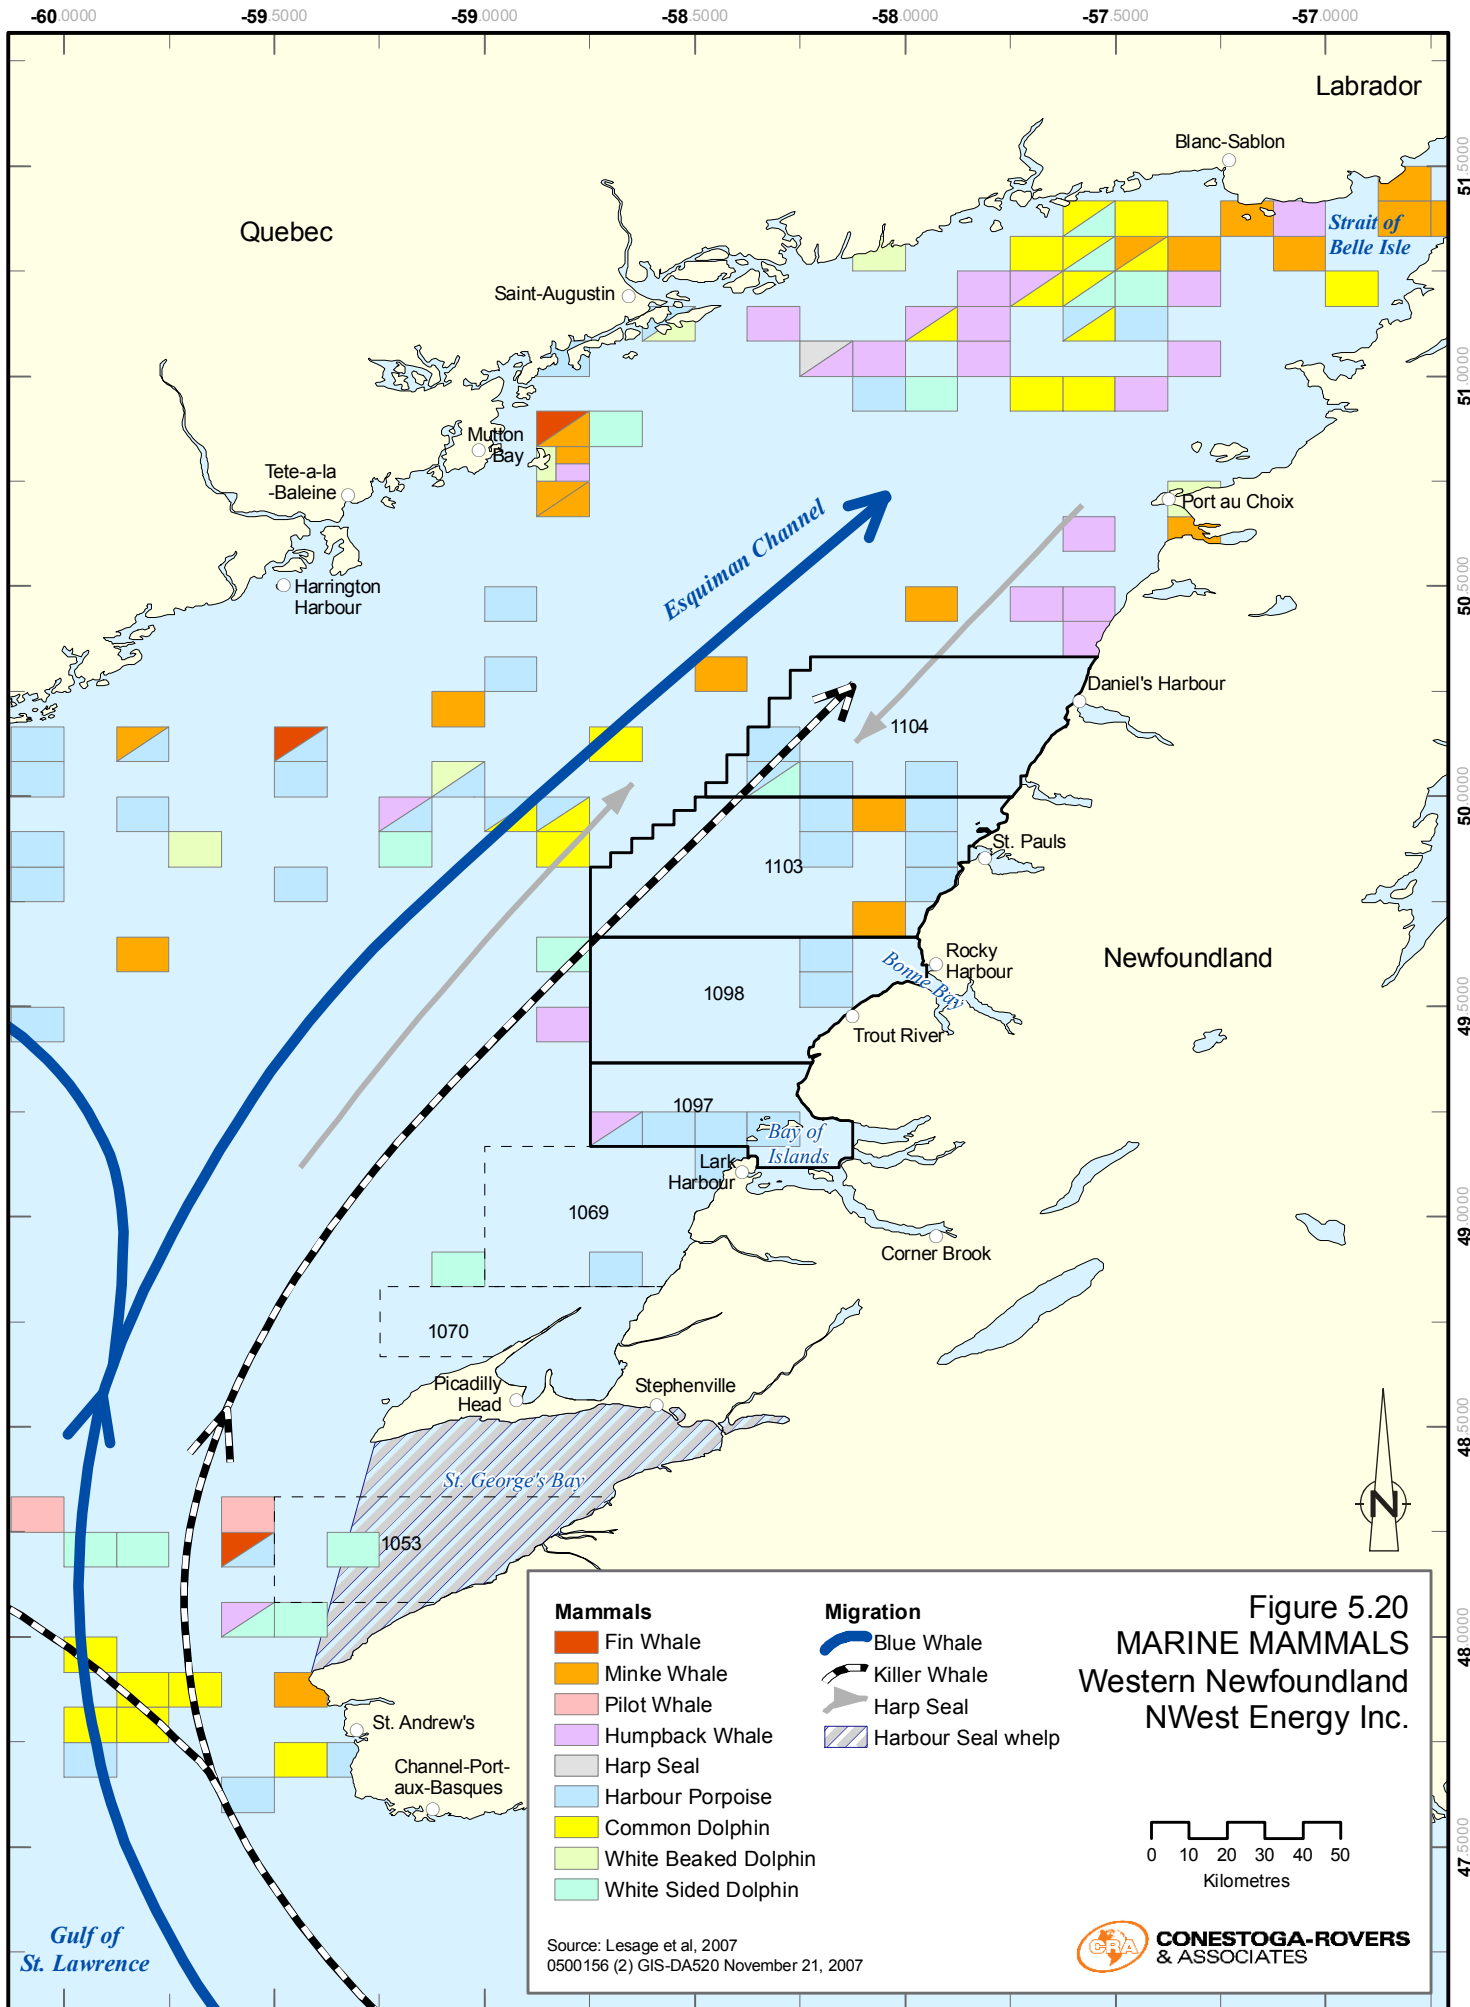 -60.0000 -59.5000 -59.0000 -58.5000 -58.0000 -57.5000 -57.0000
Labrador
Blanc-Sablon
51.5000
Quebec
Strait of
Belle Isle
Saint-Augustin
51.0000
Mutton
Bay
Tete-a-la
-Baleine
Esquiman Channel
Port au Choix
Harrington
Harbour
50.5000
Daniel's Harbour
1104
50.0000
St. Pauls
1103
Rocky
Harbour
Newfoundland
Bonne Bay
1098
49.5000
Trout River
1097
Bay of
Islands
Lark
Harbour
1069
49.0000
Corner Brook
1070
Picadilly
Head
Stephenville
48.5000
St. George's Bay
N
1053
48.0000
St. Andrew's
Channel-Port-
aux-Basques
47.5000
Gulf of
St. Lawrence
Mammals
Fin Whale
Minke Whale
Pilot Whale
Humpback Whale
Harp Seal
Harbour Porpoise
Common Dolphin
White Beaked Dolphin
White Sided Dolphin
Migration
Blue Whale
Killer Whale
Harp Seal
Harbour Seal whelp
Figure 5.20
MARINE MAMMALS
Western Newfoundland
NWest Energy Inc.
0 10 20 30 40 50
Kilometres
Source: Lesage et al, 2007
0500156 (2) GIS-DA520 November 21, 2007
CRA
CONESTOGA-ROVERS
& ASSOCIATES